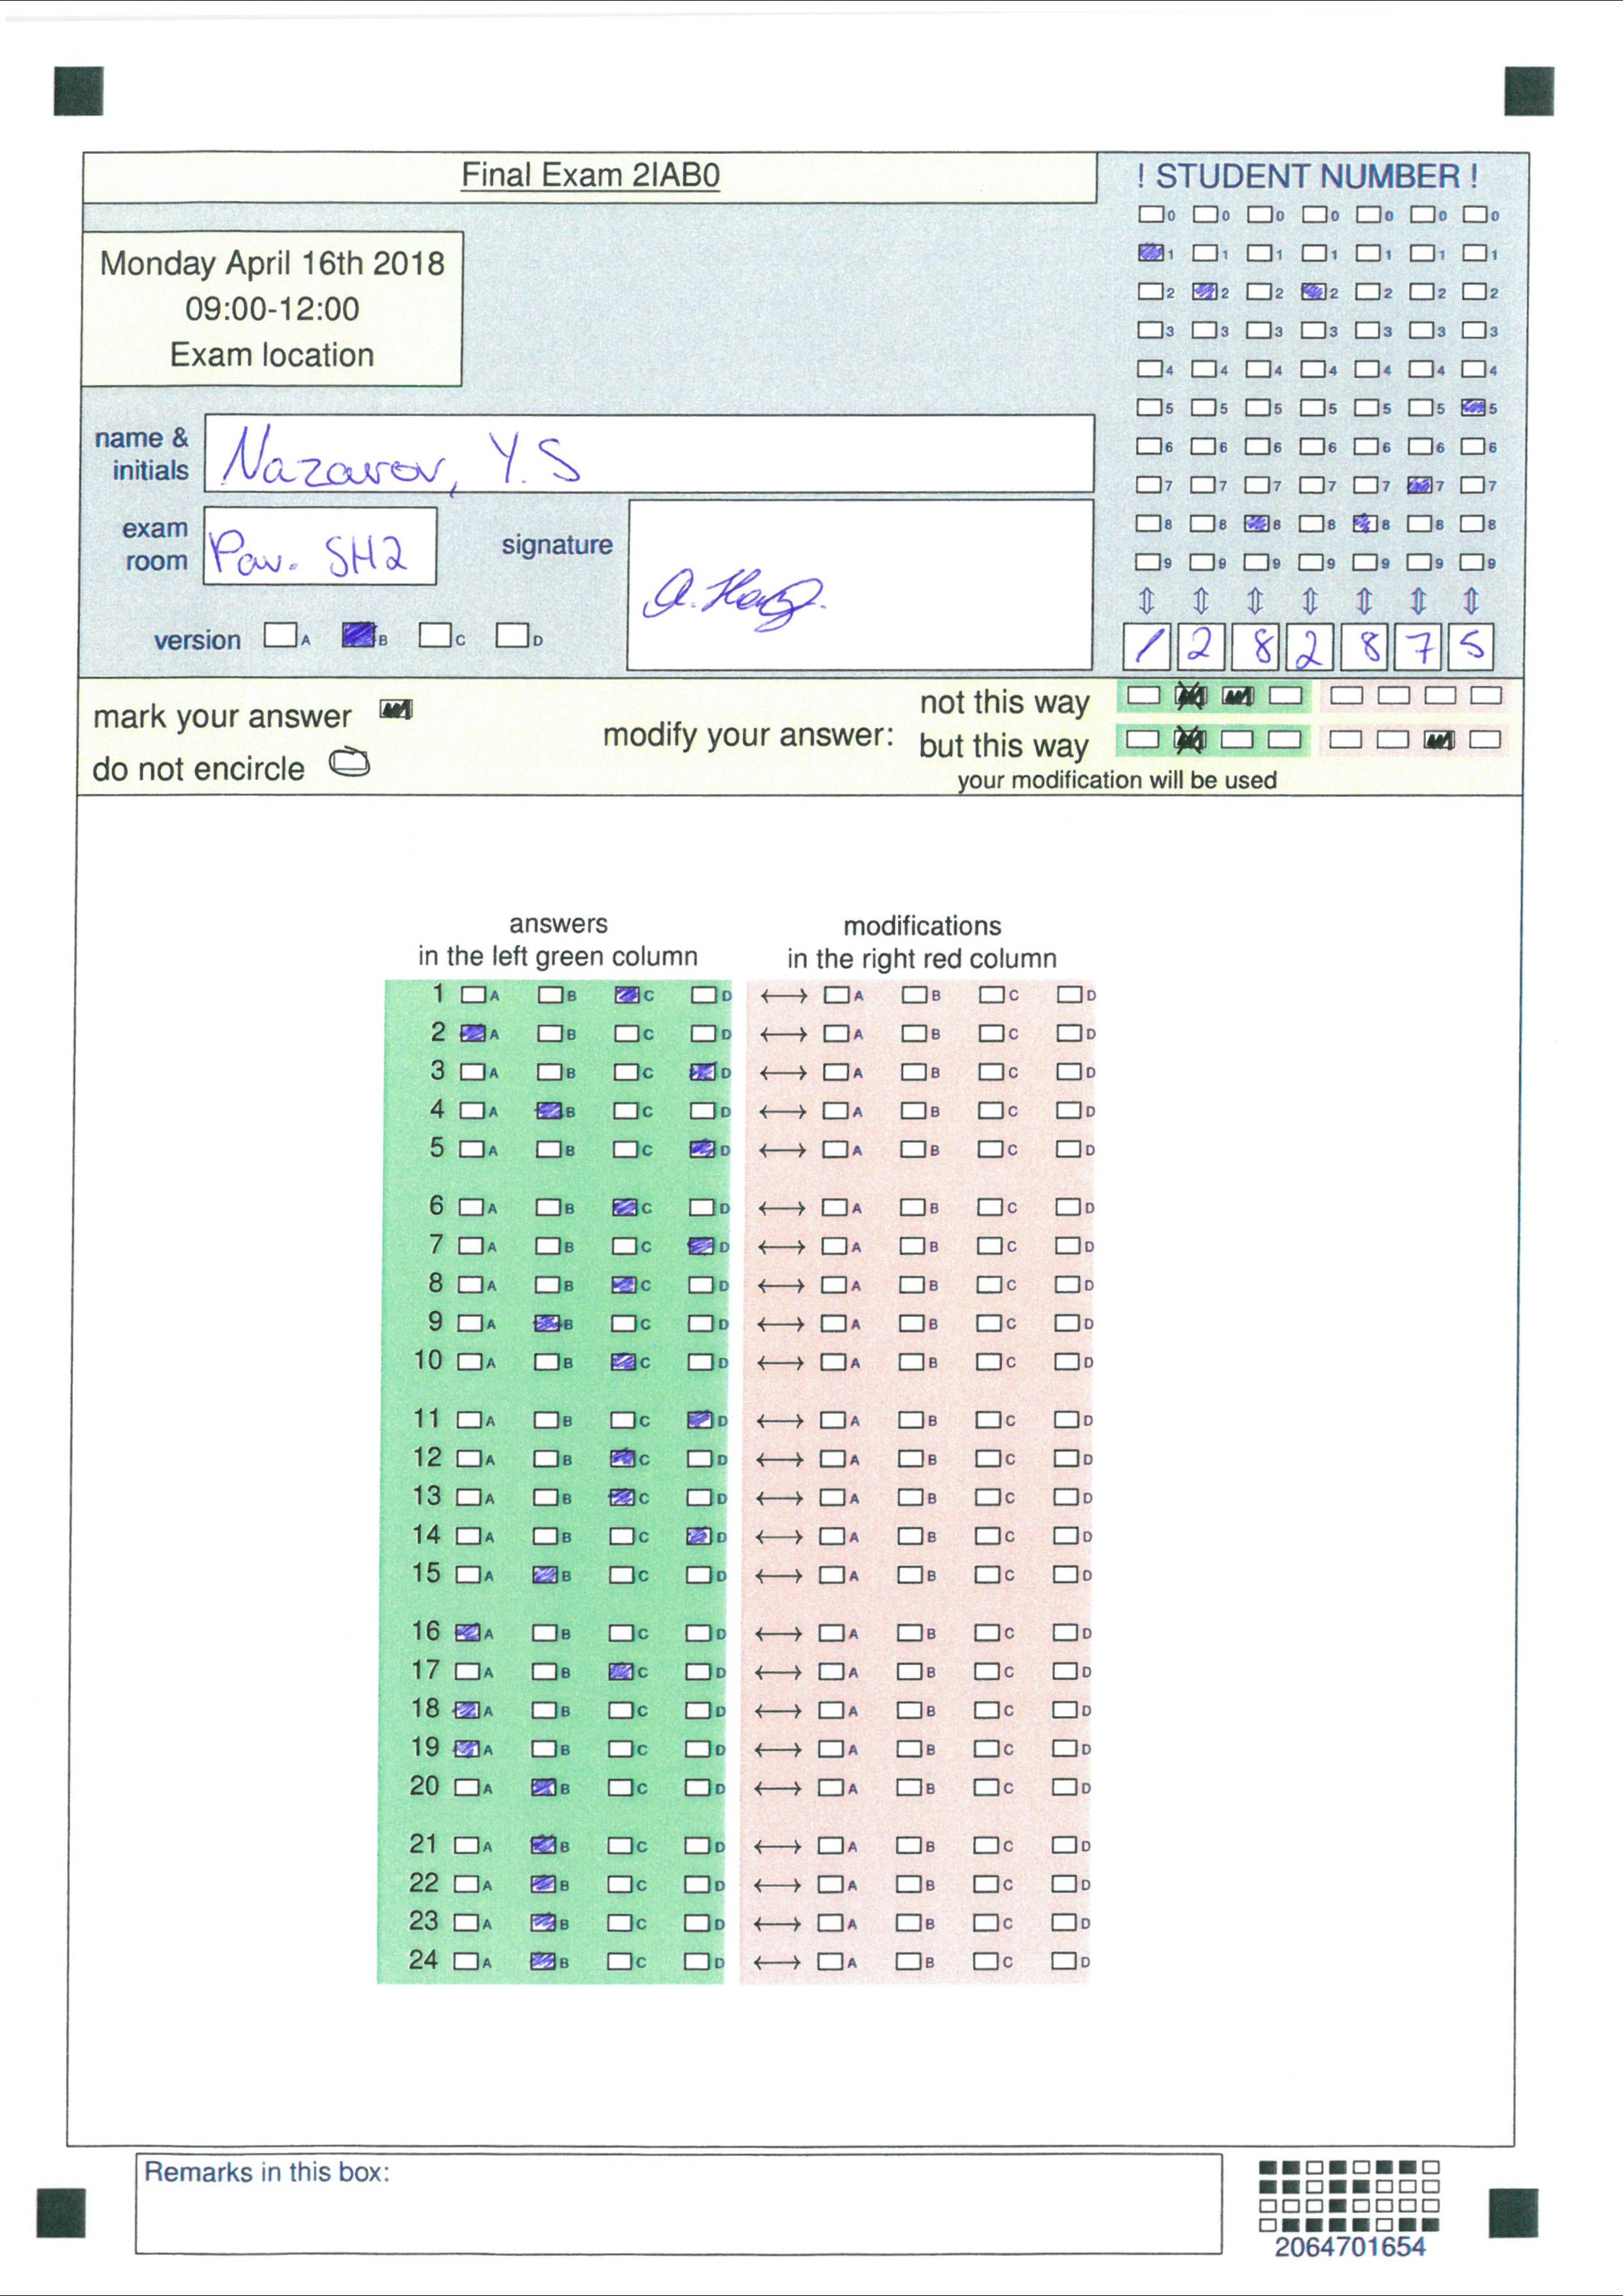 Final Exam 2IAB0
! STUDENT NUMBER !
0 0 0 0 0 0 0
1 1 1 1 1 1 1
2 2 2 2 2 2 2
3 3 3 3 3 3 3
4 4 4 4 4 4 4
5 5 5 5 5 5 5
6 6 6 6 6 6 6
7 7 7 7 7 7 7
8 8 8 8 8 8 8
9 9 9 9 9 9 9
1 2 8 2 8 7 5
Monday April 16th 2018
09:00-12:00
Exam location
name &
initials
Nazarov, Y.S
exam
room
Pav. SH2
signature
version A B C D
mark your answer
do not encircle
modify your answer:
not this way
but this way
your modification will be used
answers
in the left green column
modifications
in the right red column
1 A B C D A B C D
2 A B C D A B C D
3 A B C D A B C D
4 A B C D A B C D
5 A B C D A B C D
6 A B C D A B C D
7 A B C D A B C D
8 A B C D A B C D
9 A B C D A B C D
10 A B C D A B C D
11 A B C D A B C D
12 A B C D A B C D
13 A B C D A B C D
14 A B C D A B C D
15 A B C D A B C D
16 A B C D A B C D
17 A B C D A B C D
18 A B C D A B C D
19 A B C D A B C D
20 A B C D A B C D
21 A B C D A B C D
22 A B C D A B C D
23 A B C D A B C D
24 A B C D A B C D
Remarks in this box:
2064701654